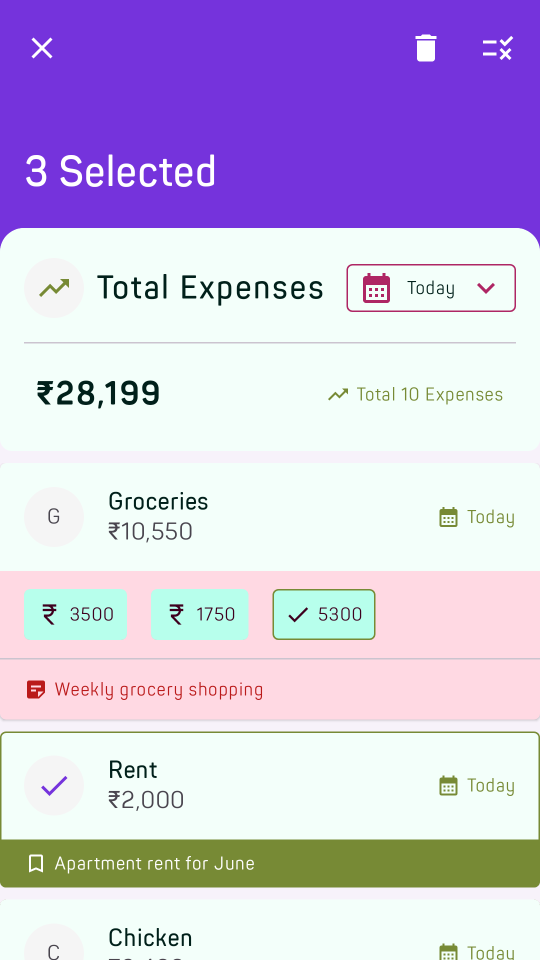 3 Selected
Total Expenses
Today
₹28,199
Total 10 Expenses
G
Groceries
₹10,550
Today
₹ 3500
₹ 1750
5300
Weekly grocery shopping
Rent
₹2,000
Today
Apartment rent for June
C
Chicken
Today